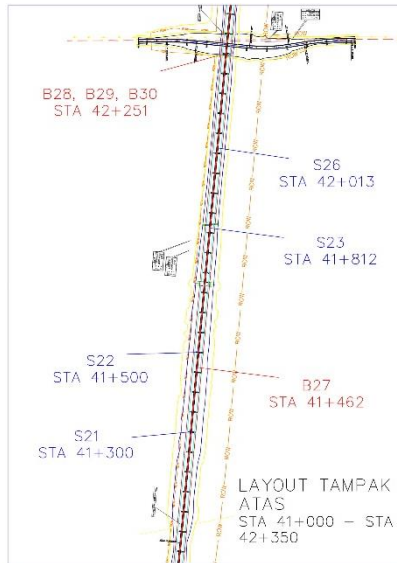 B28, B29, B30
STA 42+251
S26
STA 42+013
S23
STA 41+812
S22
STA 41+500
B27
STA 41+462
S21
STA 41+300
LAYOUT TAMPAK
ATAS
STA 41+000 - STA
42+350